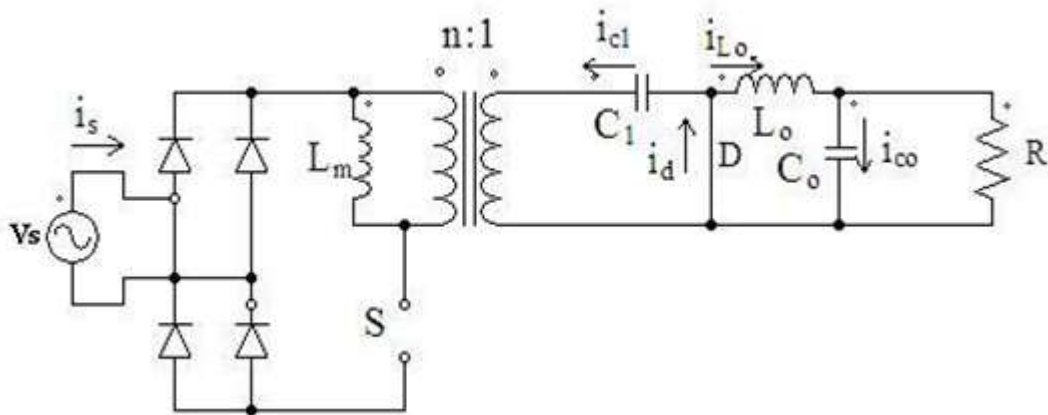 n:1
i_c1
i_Lo
i_s
L_m
C_1
i_d
D
L_o
C_o
i_co
R
Vs
S